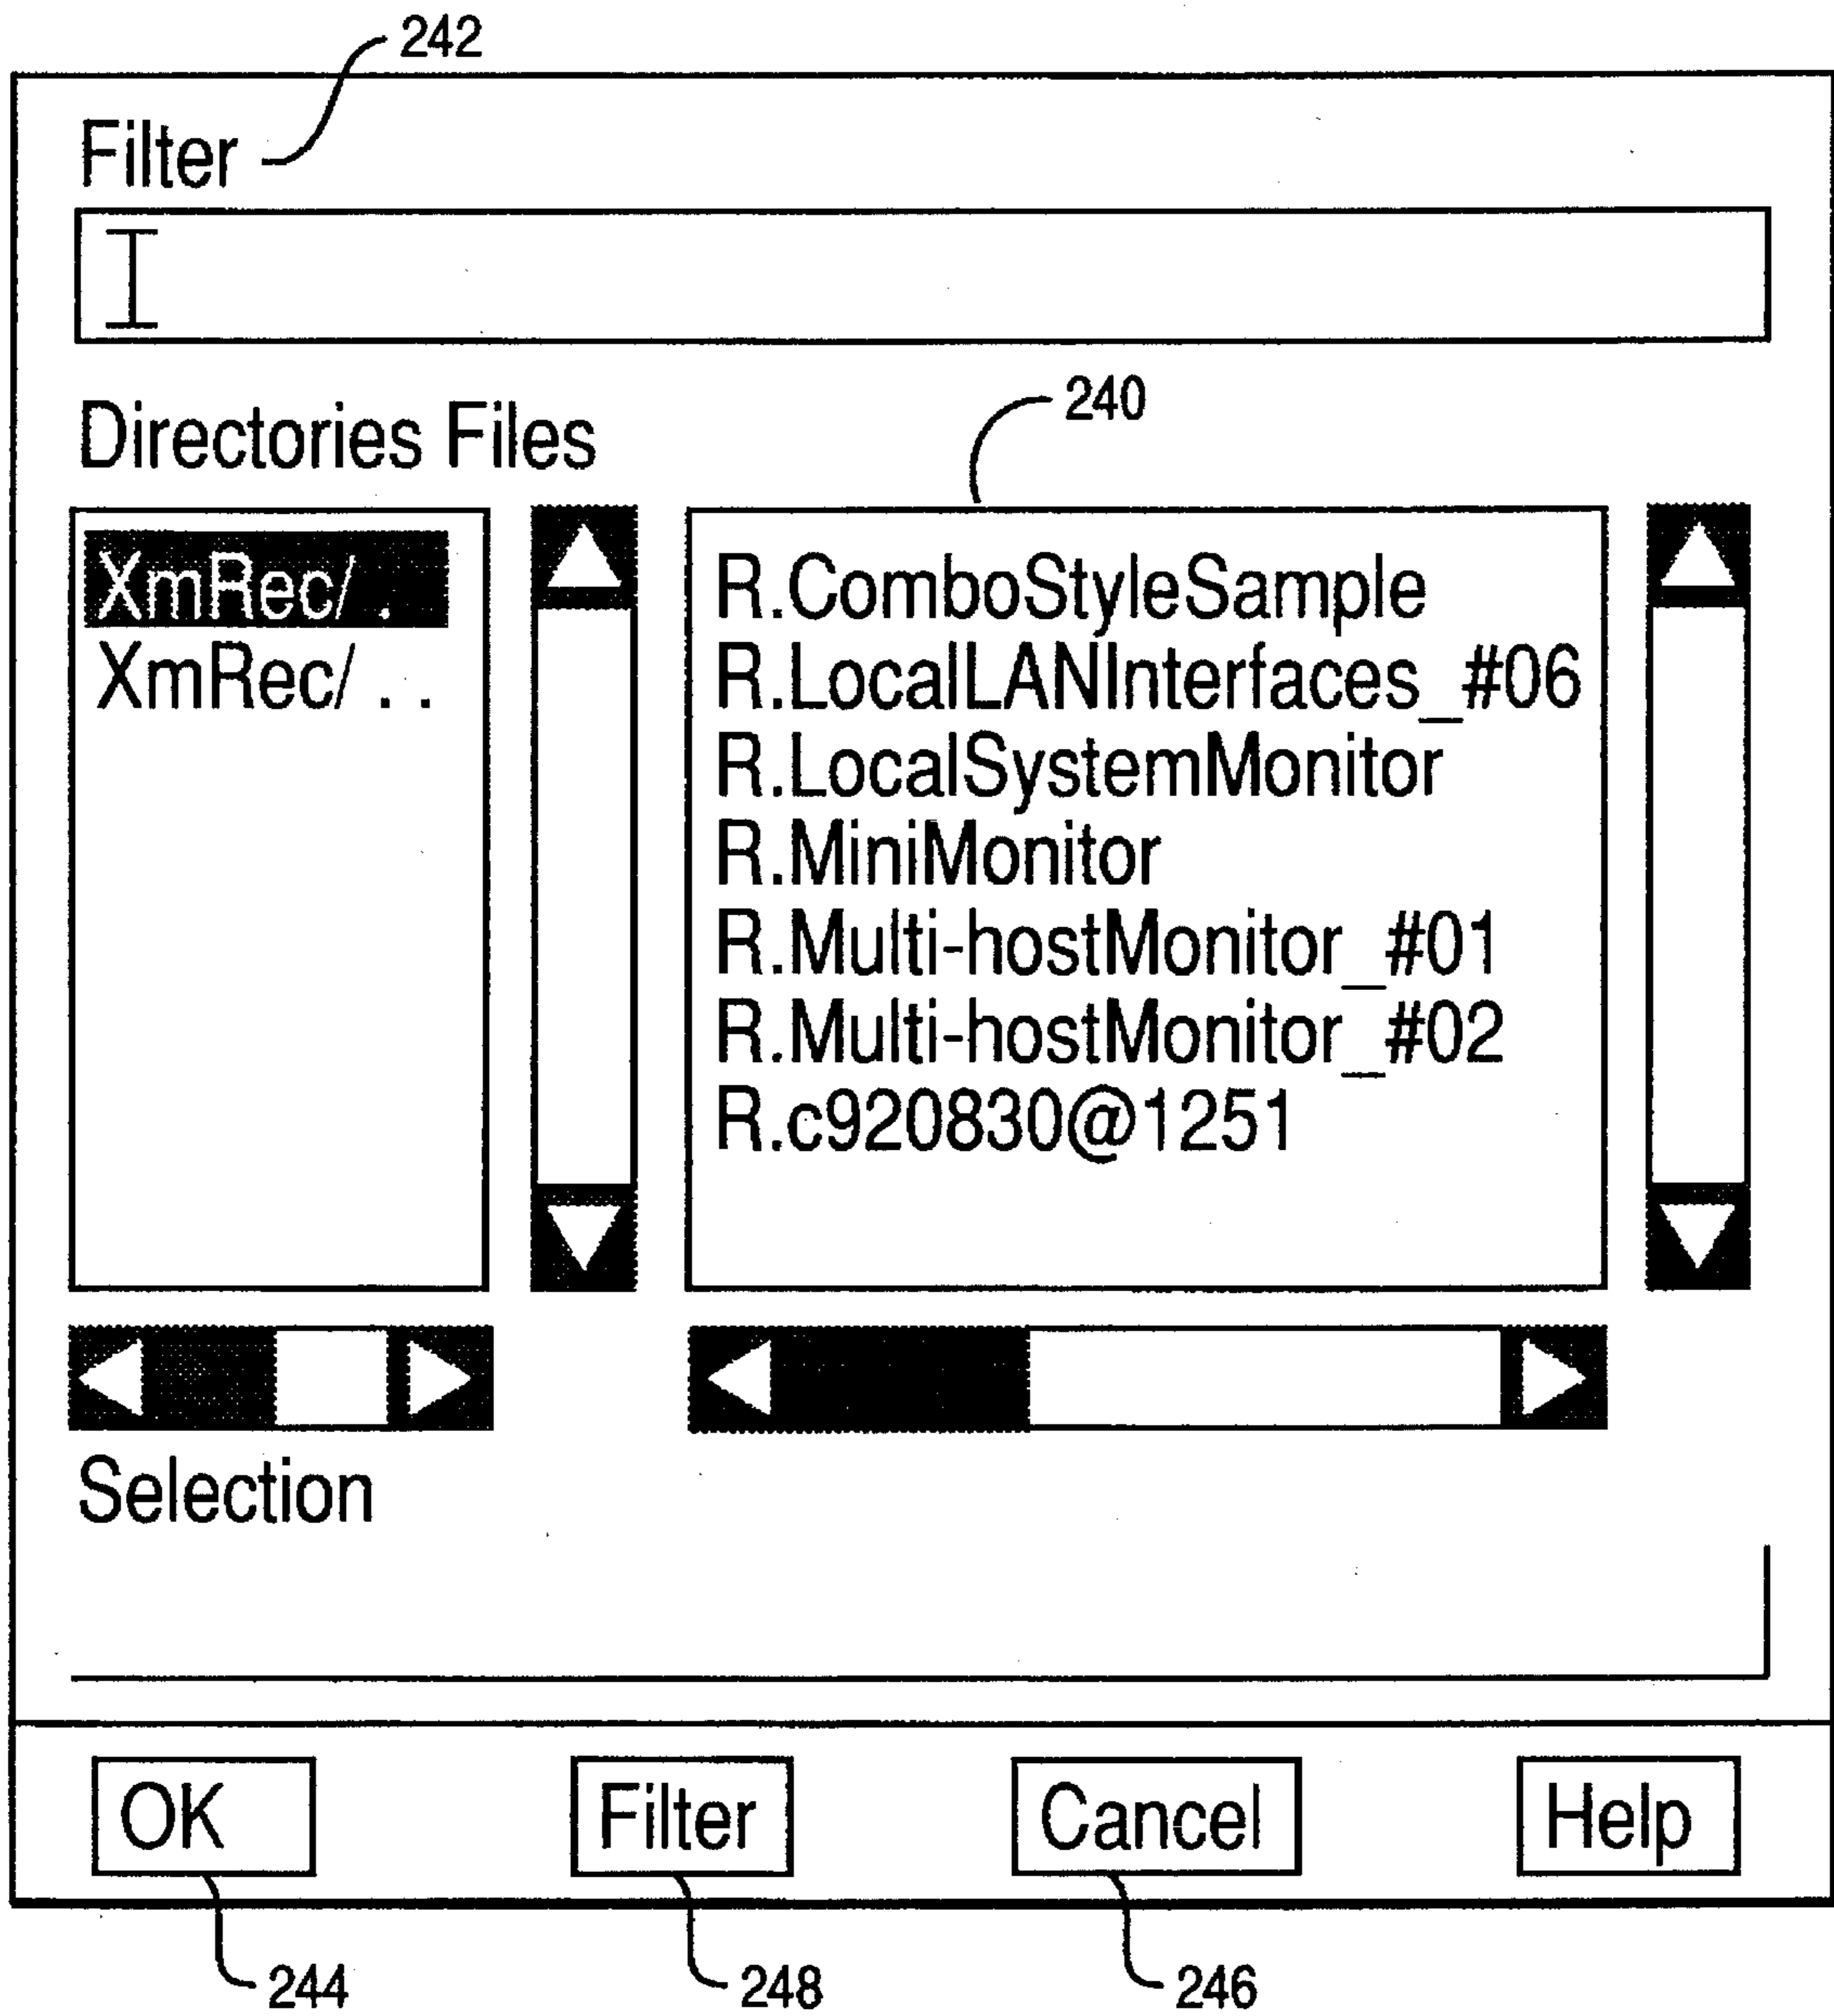 242
Filter
Directories Files
240
XmRec/ .
XmRec/ . .
R.ComboStyleSample
R.LocalLANInterfaces_#06
R.LocalSystemMonitor
R.MiniMonitor
R.Multi-hostMonitor_#01
R.Multi-hostMonitor_#02
R.c920830@1251
Selection
OK
Filter
Cancel
Help
244
248
246